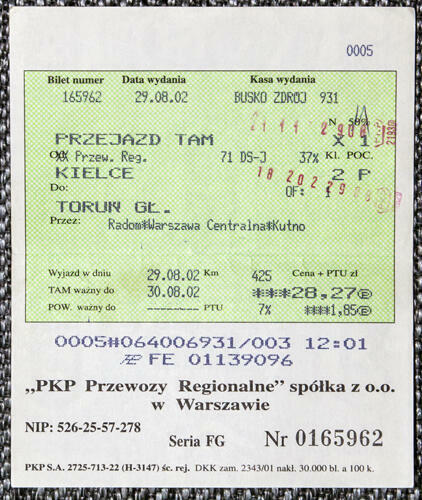 0005
Bilet numer Data wydania Kasa wydania
165962 29.08.02 BUSKO ZDRÓJ 931
N 50%
PRZEJAZD TAM X 1
Od: Przew. Reg. 71 DS-J 37% Kl. POC.
KIELCE 2 P
Do: OF: 1
TORUŃ GŁ.
Przez: Radom*Warszawa Centralna*Kutno
Wyjazd w dniu 29.08.02 Km 425 Cena + PTU zł
TAM ważny do 30.08.02 ***28,27
POW. ważny do -------- PTU 7% ****1,85
0005#064006931/003 12:01
FE 01139096
„PKP Przewozy Regionalne” spółka z o.o.
w Warszawie
NIP: 526-25-57-278
Seria FG Nr 0165962
PKP S.A. 2725-713-22 (H-3147) śc. rej. DKK zam. 2343/01 nakł. 30.000 bl. a 100 k.